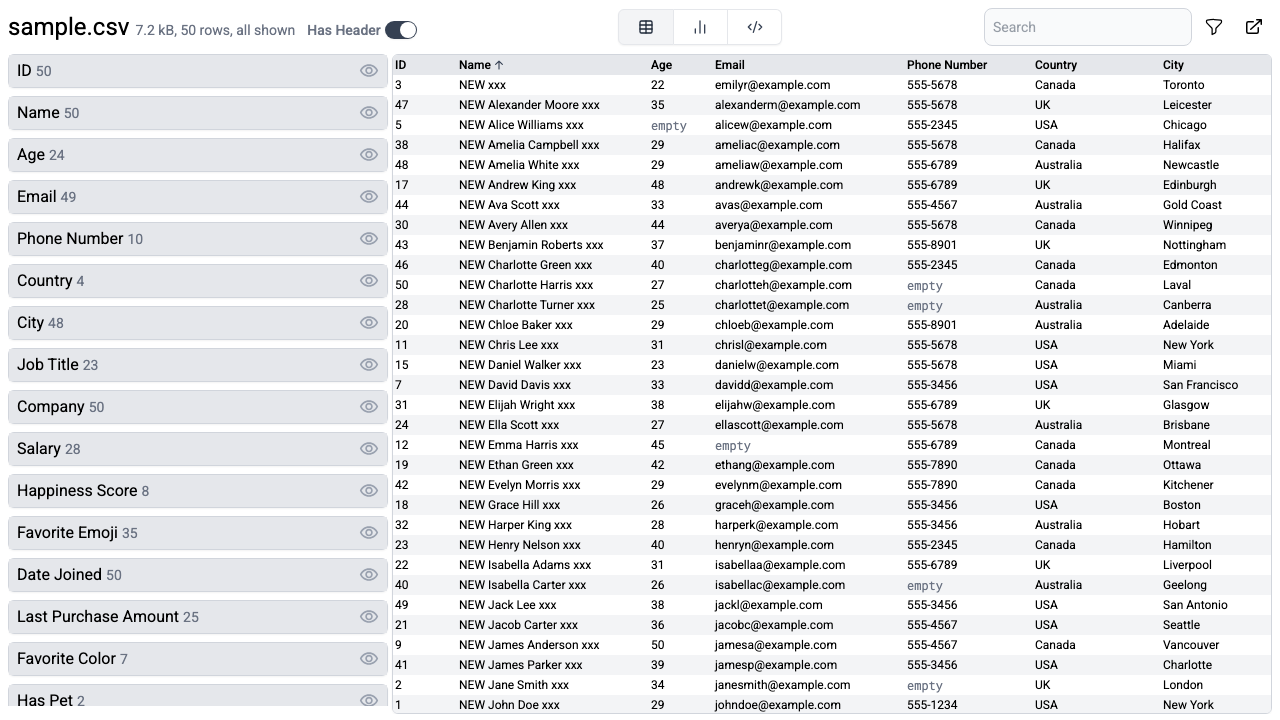 sample.csv 7.2 kB, 50 rows, all shown Has Header Search
ID 50
Name 50
Age 24
Email 49
Phone Number 10
Country 4
City 48
Job Title 23
Company 50
Salary 28
Happiness Score 8
Favorite Emoji 35
Date Joined 50
Last Purchase Amount 25
Favorite Color 7
Has Pet 2
ID Name ↑ Age Email Phone Number Country City
3 NEW xxx 22 emilyr@example.com 555-5678 Canada Toronto
47 NEW Alexander Moore xxx 35 alexanderm@example.com 555-5678 UK Leicester
5 NEW Alice Williams xxx empty alicew@example.com 555-2345 USA Chicago
38 NEW Amelia Campbell xxx 29 ameliac@example.com 555-5678 Canada Halifax
48 NEW Amelia White xxx 29 ameliaw@example.com 555-6789 Australia Newcastle
17 NEW Andrew King xxx 48 andrewk@example.com 555-6789 UK Edinburgh
44 NEW Ava Scott xxx 33 avas@example.com 555-4567 Australia Gold Coast
30 NEW Avery Allen xxx 44 averya@example.com 555-5678 Canada Winnipeg
43 NEW Benjamin Roberts xxx 37 benjaminr@example.com 555-8901 UK Nottingham
46 NEW Charlotte Green xxx 40 charlotteg@example.com 555-2345 Canada Edmonton
50 NEW Charlotte Harris xxx 27 charlotteh@example.com empty Canada Laval
28 NEW Charlotte Turner xxx 25 charlottet@example.com empty Australia Canberra
20 NEW Chloe Baker xxx 29 chloeb@example.com 555-8901 Australia Adelaide
11 NEW Chris Lee xxx 31 chrisl@example.com 555-5678 USA New York
15 NEW Daniel Walker xxx 23 danielw@example.com 555-5678 USA Miami
7 NEW David Davis xxx 33 davidd@example.com 555-3456 USA San Francisco
31 NEW Elijah Wright xxx 38 elijahw@example.com 555-6789 UK Glasgow
24 NEW Ella Scott xxx 27 ellascott@example.com 555-5678 Australia Brisbane
12 NEW Emma Harris xxx 45 empty 555-6789 Canada Montreal
19 NEW Ethan Green xxx 42 ethang@example.com 555-7890 Canada Ottawa
42 NEW Evelyn Morris xxx 29 evelynm@example.com 555-7890 Canada Kitchener
18 NEW Grace Hill xxx 26 graceh@example.com 555-3456 USA Boston
32 NEW Harper King xxx 28 harperk@example.com 555-3456 Australia Hobart
23 NEW Henry Nelson xxx 40 henryn@example.com 555-2345 Canada Hamilton
22 NEW Isabella Adams xxx 31 isabellaa@example.com 555-6789 UK Liverpool
40 NEW Isabella Carter xxx 26 isabellac@example.com empty Australia Geelong
49 NEW Jack Lee xxx 38 jackl@example.com 555-3456 USA San Antonio
21 NEW Jacob Carter xxx 36 jacobc@example.com 555-4567 USA Seattle
9 NEW James Anderson xxx 50 jamesa@example.com 555-4567 Canada Vancouver
41 NEW James Parker xxx 39 jamesp@example.com 555-3456 USA Charlotte
2 NEW Jane Smith xxx 34 janesmith@example.com empty UK London
1 NEW John Doe xxx 29 johndoe@example.com 555-1234 USA New York